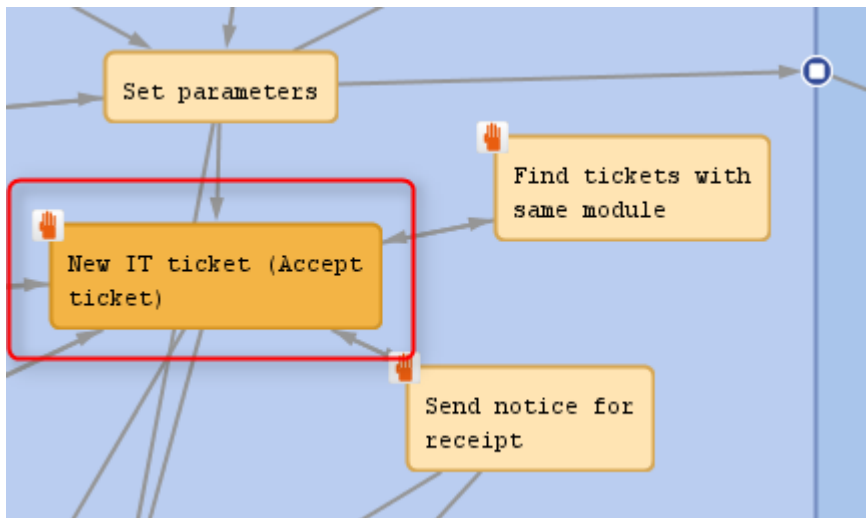 Set parameters
Find tickets with
same module
New IT ticket (Accept
ticket)
Send notice for
receipt